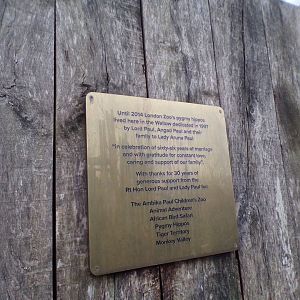 Until 2014 London Zoo's pygmy hippos
lived here in the Wallow dedicated in 1997
by Lord Paul, Angad Paul and their
family to Lady Aruna Paul
"In celebration of sixty-six years of marriage
and with gratitude for constant love,
caring and support of our family".
With thanks for 30 years of
generous support from the
Rt Hon Lord Paul and Lady Paul for:
The Ambika Paul Children's Zoo
Animal Adventure
African Bird Safari
Pygmy Hippos
Tiger Territory
Monkey Valley